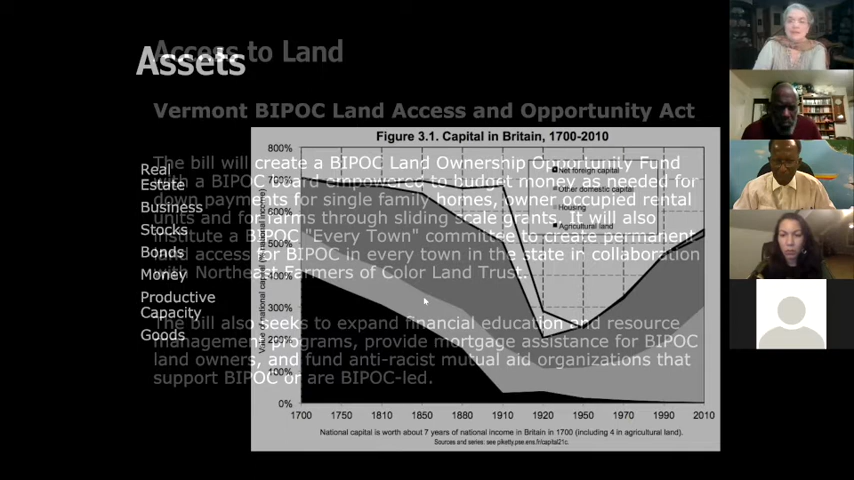 Access to Land
Assets
Vermont BIPOC Land Access and Opportunity Act
Figure 3.1. Capital in Britain, 1700-2010
The bill will create a BIPOC Land Ownership Opportunity Fund
with a BIPOC board empowered to budget money as needed for
down payments for single family homes, owner occupied rental
units and for farms through sliding scale grants. It will also
institute a BIPOC "Every Town" committee to create permanent
land access for BIPOC in every town in the state in collaboration
with Northeast Farmers of Color Land Trust.
The bill also seeks to expand financial education and resource
management programs, provide mortgage assistance for BIPOC
land owners, and fund anti-racist mutual aid organizations that
support BIPOC or are BIPOC-led.
Real
Estate
Business
Stocks
Bonds
Money
Productive
Capacity
Goods
Value of national capital (% national income)
800%
700%
600%
500%
400%
300%
200%
100%
0%
Net foreign capital
Other domestic capital
Housing
Agricultural land
1700 1750 1810 1850 1880 1910 1920 1950 1970 1990 2010
National capital is worth about 7 years of national income in Britain in 1700 (including 4 in agricultural land).
Sources and series: see piketty.pse.ens.fr/capital21c.